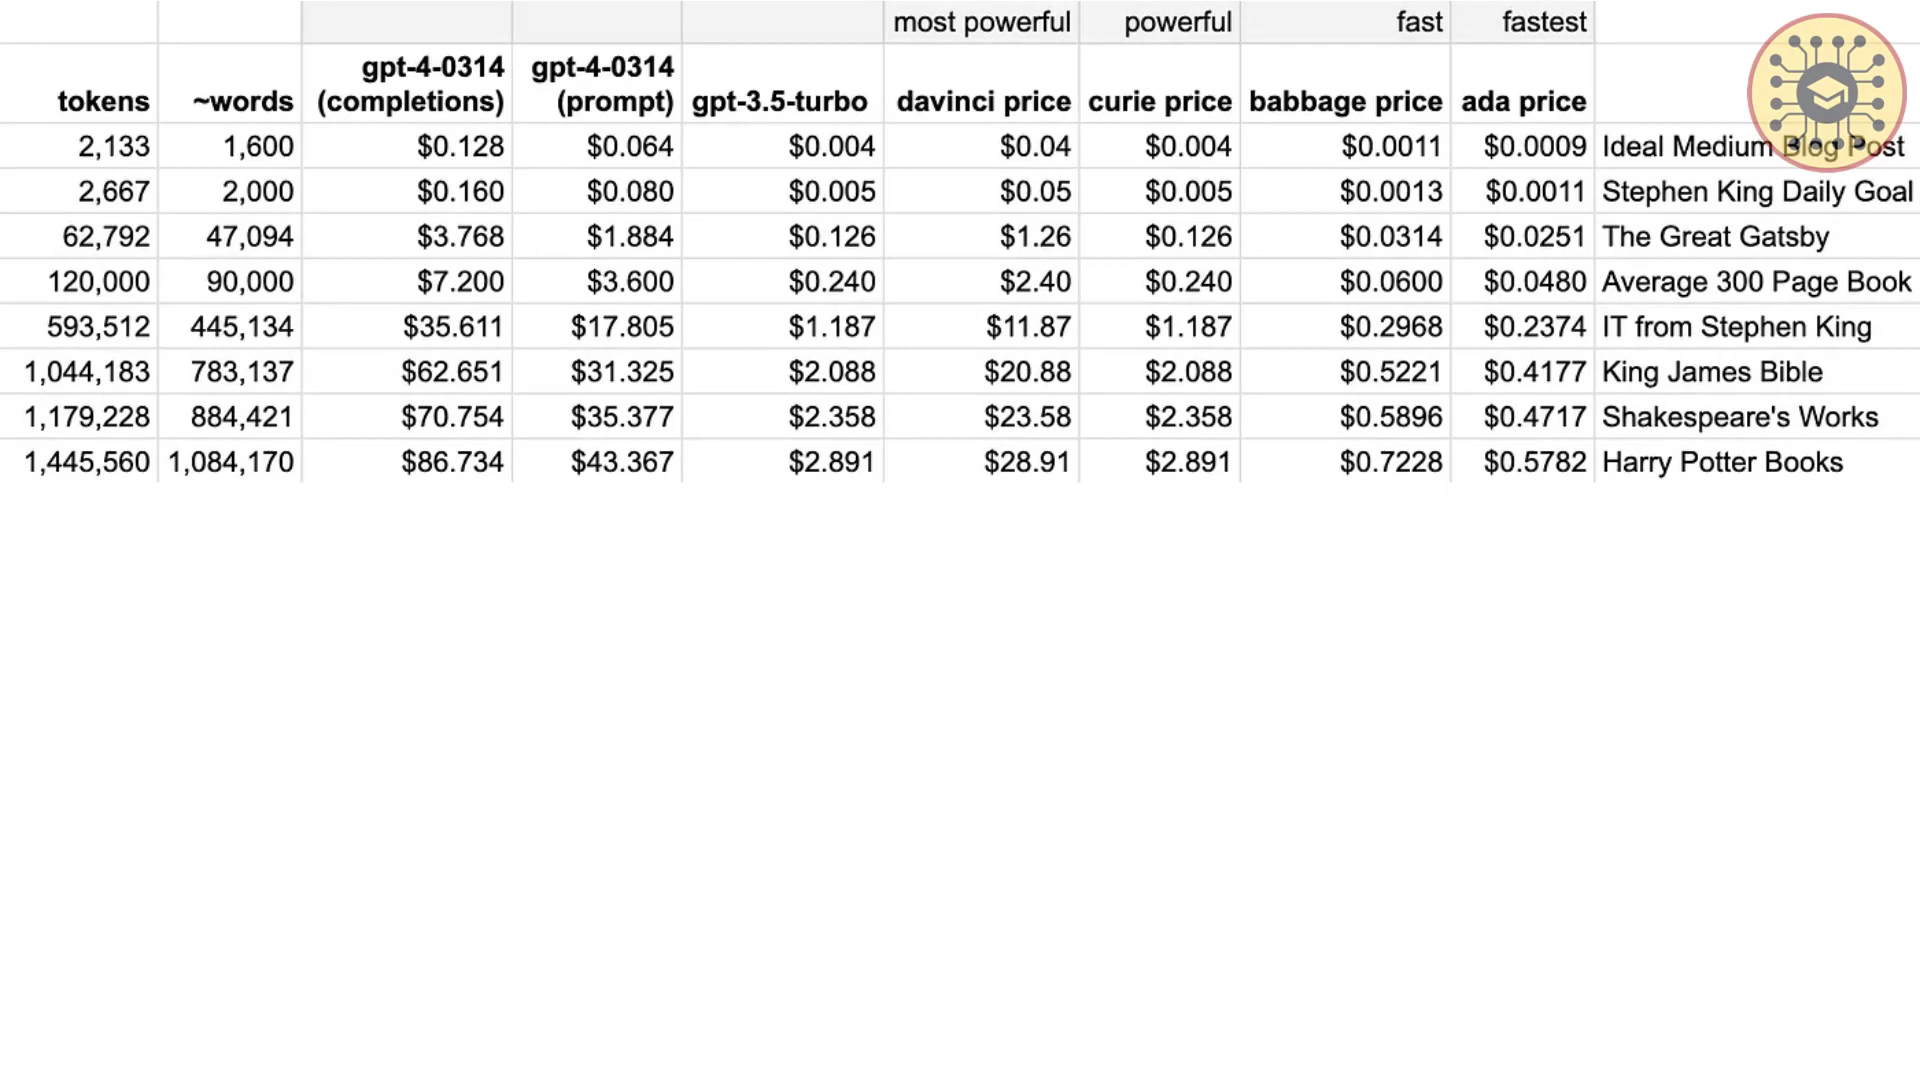 most powerful powerful fast fastest
gpt-4-0314 gpt-4-0314
tokens ~words (completions) (prompt) gpt-3.5-turbo davinci price curie price babbage price ada price
2,133 1,600 $0.128 $0.064 $0.004 $0.04 $0.004 $0.0011 $0.0009 Ideal Medium Blog Post
2,667 2,000 $0.160 $0.080 $0.005 $0.05 $0.005 $0.0013 $0.0011 Stephen King Daily Goal
62,792 47,094 $3.768 $1.884 $0.126 $1.26 $0.126 $0.0314 $0.0251 The Great Gatsby
120,000 90,000 $7.200 $3.600 $0.240 $2.40 $0.240 $0.0600 $0.0480 Average 300 Page Book
593,512 445,134 $35.611 $17.805 $1.187 $11.87 $1.187 $0.2968 $0.2374 IT from Stephen King
1,044,183 783,137 $62.651 $31.325 $2.088 $20.88 $2.088 $0.5221 $0.4177 King James Bible
1,179,228 884,421 $70.754 $35.377 $2.358 $23.58 $2.358 $0.5896 $0.4717 Shakespeare's Works
1,445,560 1,084,170 $86.734 $43.367 $2.891 $28.91 $2.891 $0.7228 $0.5782 Harry Potter Books